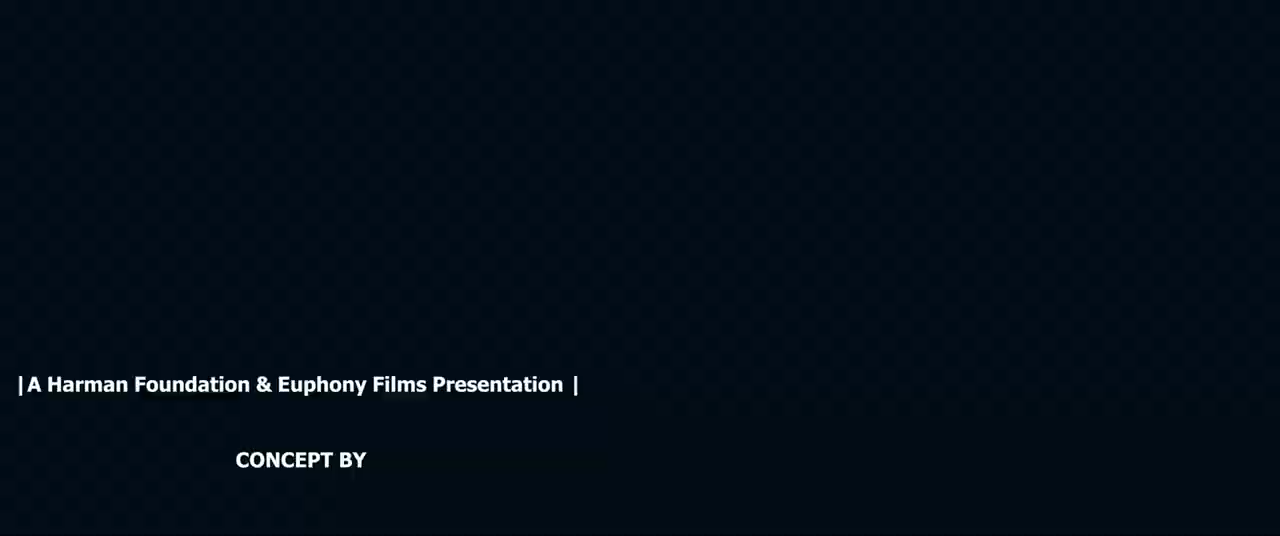 |A Harman Foundation & Euphony Films Presentation |
CONCEPT BY